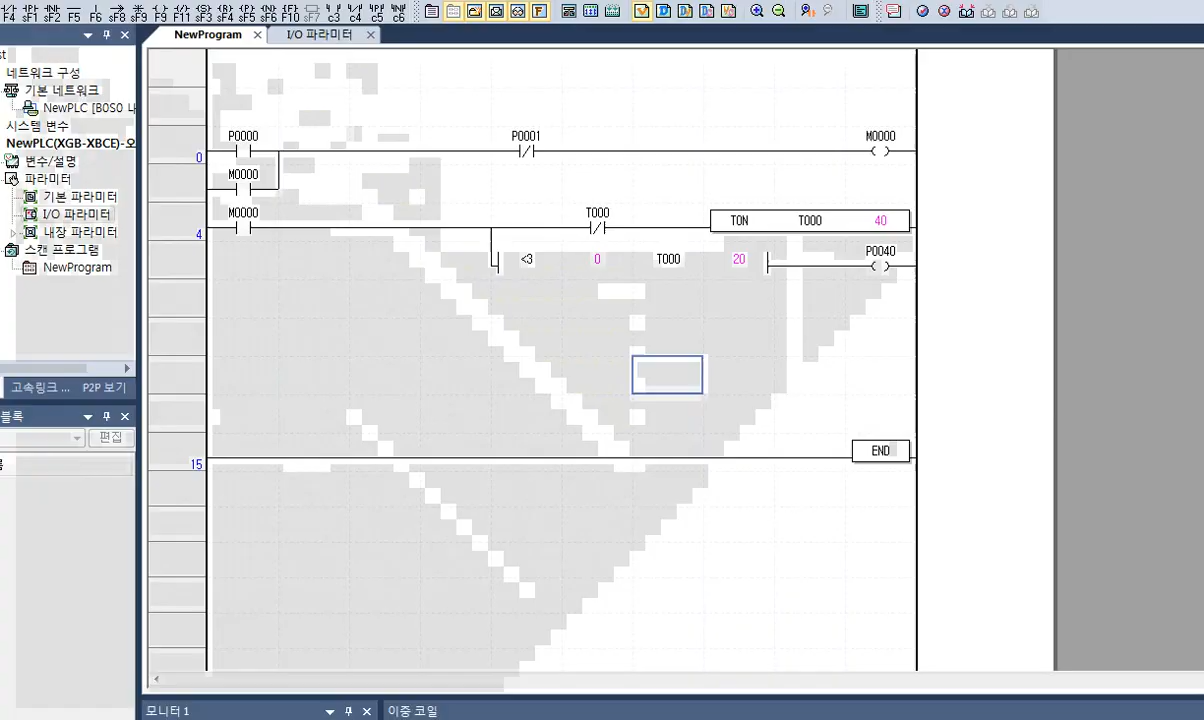 F4 sF1 sF2 F5 F6 sF8 sF9 F9 F11 sF3 sF4 sF5 sF6 F10 sF7 c3 c4 c5 c6
NewProgram
I/O 파라미터
네트워크 구성
기본 네트워크
NewPLC [B0S0 내
시스템 변수
NewPLC(XGB-XBCE)-오
변수/설명
파라미터
기본 파라미터
I/O 파라미터
내장 파라미터
스캔 프로그램
NewProgram
고속링크 ... P2P 보기
블록
편집
P0000 P0001 M0000
0
M0000
M0000 T000 TON T000 40
4
<3 0 T000 20 P0040
END
15
모니터 1
이중 코일